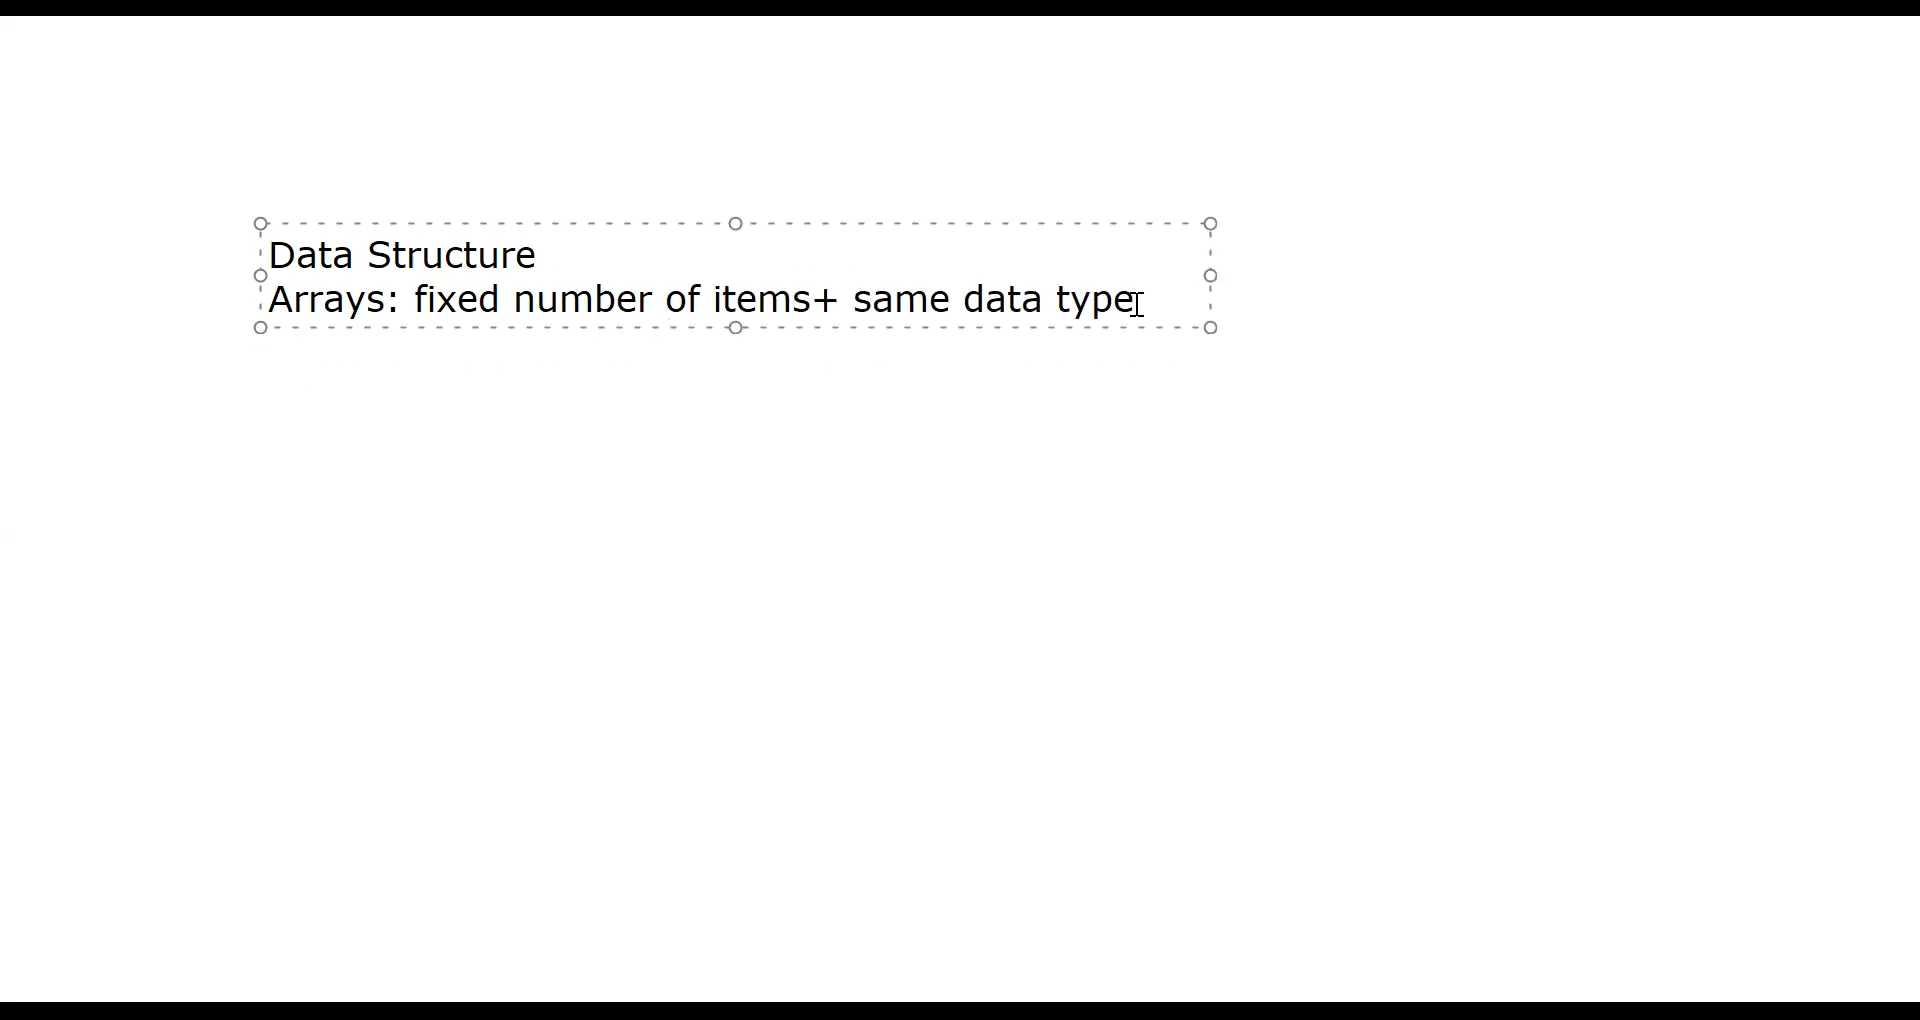 Data Structure
Arrays: fixed number of items+ same data type